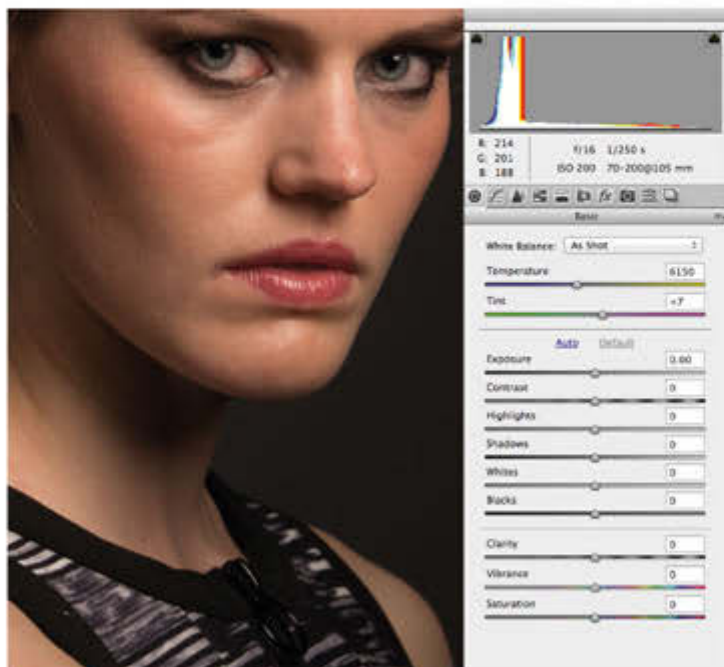 R: 214
G: 201
B: 188
f/16 1/250 s
ISO 200 70-200@105 mm
fx
Basic
White Balance: As Shot
Temperature 6150
Tint +7
Auto Default
Exposure 0.00
Contrast 0
Highlights 0
Shadows 0
Whites 0
Blacks 0
Clarity 0
Vibrance 0
Saturation 0